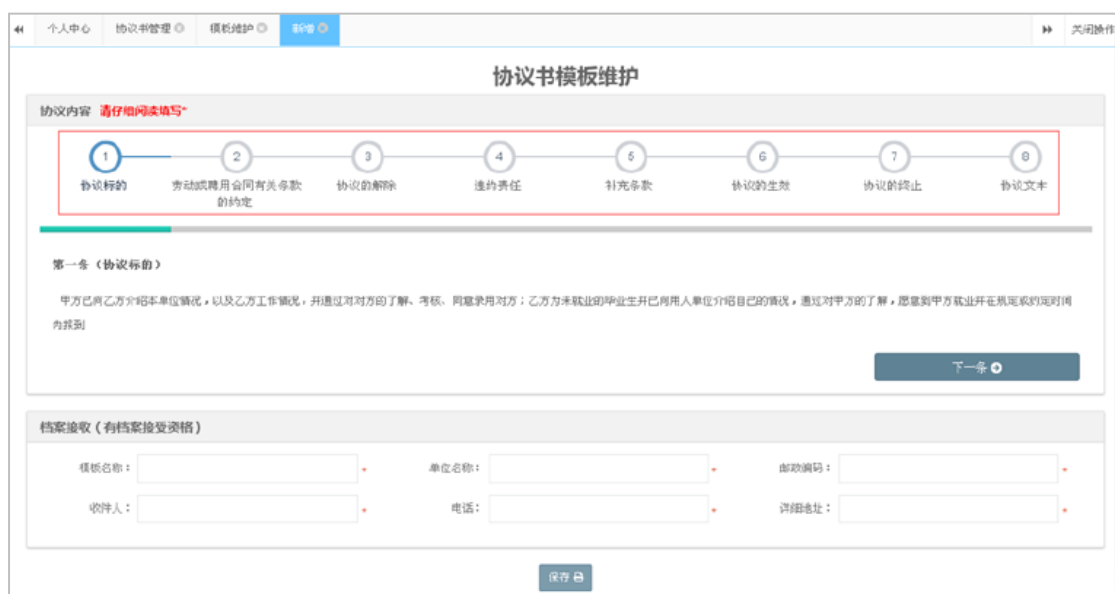 个人中心 协议书管理 模板维护 新增 关闭操作
协议书模板维护
协议内容 请仔细阅读填写*
1 2 3 4 5 6 7 8
协议标的 劳动或聘用合同有关条款 协议的解除 违约责任 补充条款 协议的生效 协议的终止 协议文本
的约定
第一条（协议标的）
甲方已向乙方介绍本单位情况，以及乙方工作情况，并通过对对方的了解、考核、同意录用对方；乙方为未就业的毕业生并已向用人单位介绍自己的情况，通过对甲方的了解，愿意到甲方就业并在规定或约定时间
内报到
下一条
档案接收（有档案接受资格）
模板名称： * 单位名称： * 邮政编码： *
收件人： * 电话： * 详细地址： *
保存